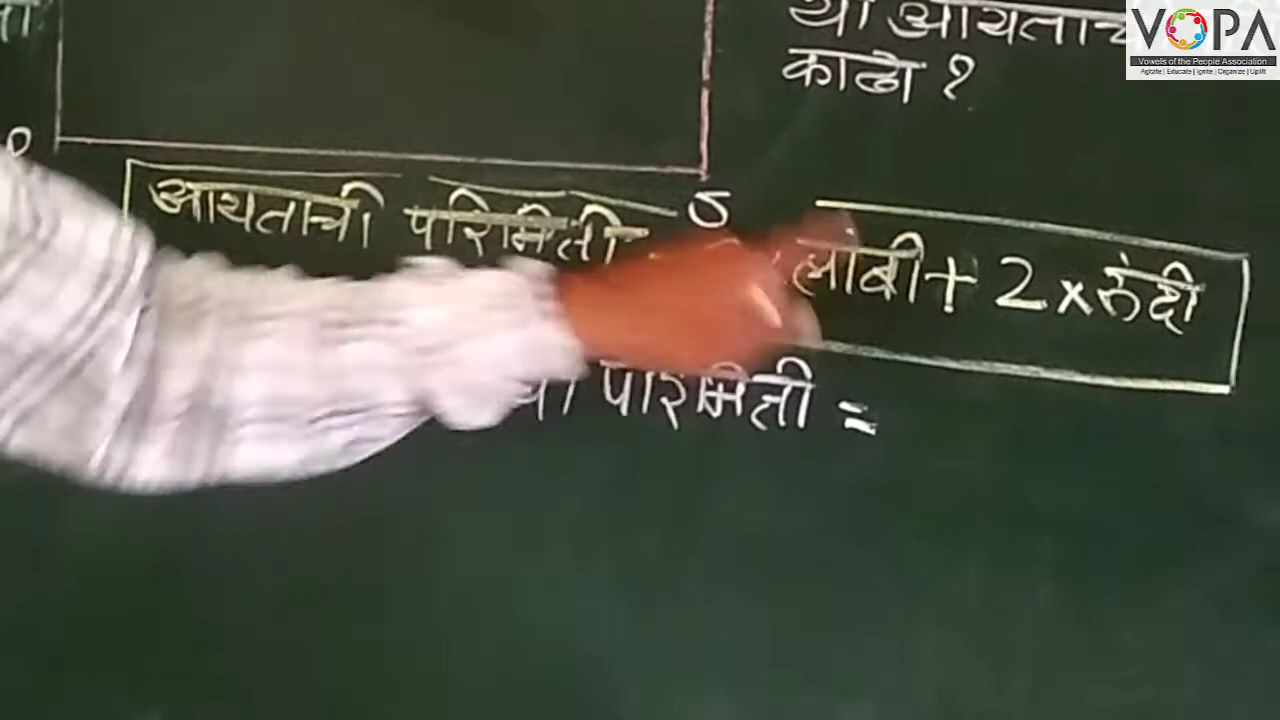 या आयताच
काढा ?
आयताची परिमिती
लांबी + 2 × रुंदी
ची परिमिती =
VOPA
Vowels of the People Association
Agitate | Educate | Ignite | Organize | Uplift